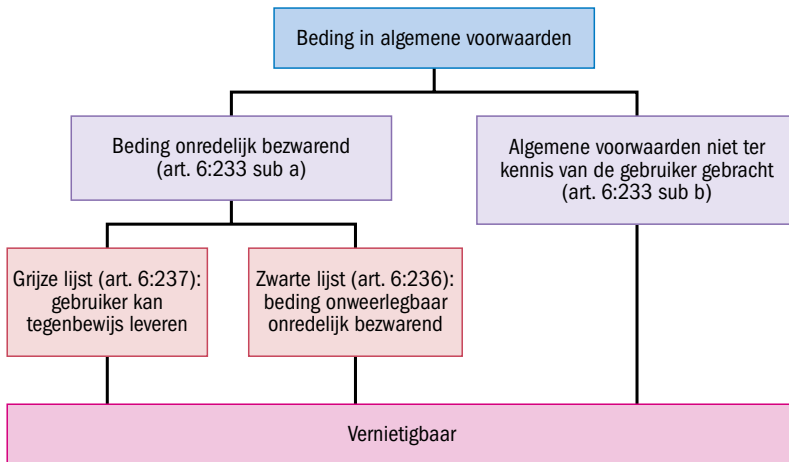 Beding in algemene voorwaarden
Beding onredelijk bezwarend
(art. 6:233 sub a)
Algemene voorwaarden niet ter
kennis van de gebruiker gebracht
(art. 6:233 sub b)
Grijze lijst (art. 6:237):
gebruiker kan
tegenbewijs leveren
Zwarte lijst (art. 6:236):
beding onweerlegbaar
onredelijk bezwarend
Vernietigbaar